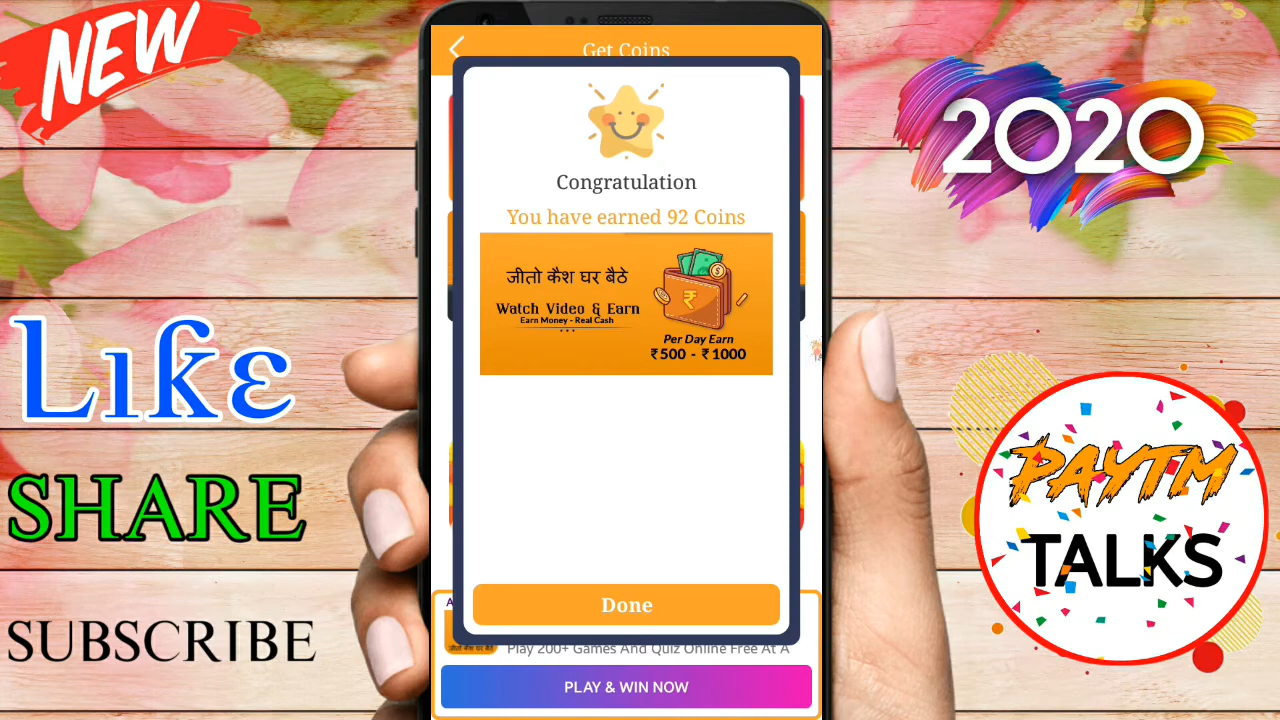 NEW
2020
Like
SHARE
SUBSCRIBE
Get Coins
Congratulation
You have earned 92 Coins
जीतो कैश घर बैठे
Watch Video & Earn
Earn Money - Real Cash
Per Day Earn
₹500 - ₹1000
Done
जीतो कैश घर बैठे
Play 200+ Games And Quiz Online Free At A
PLAY & WIN NOW
PAYTM
TALKS